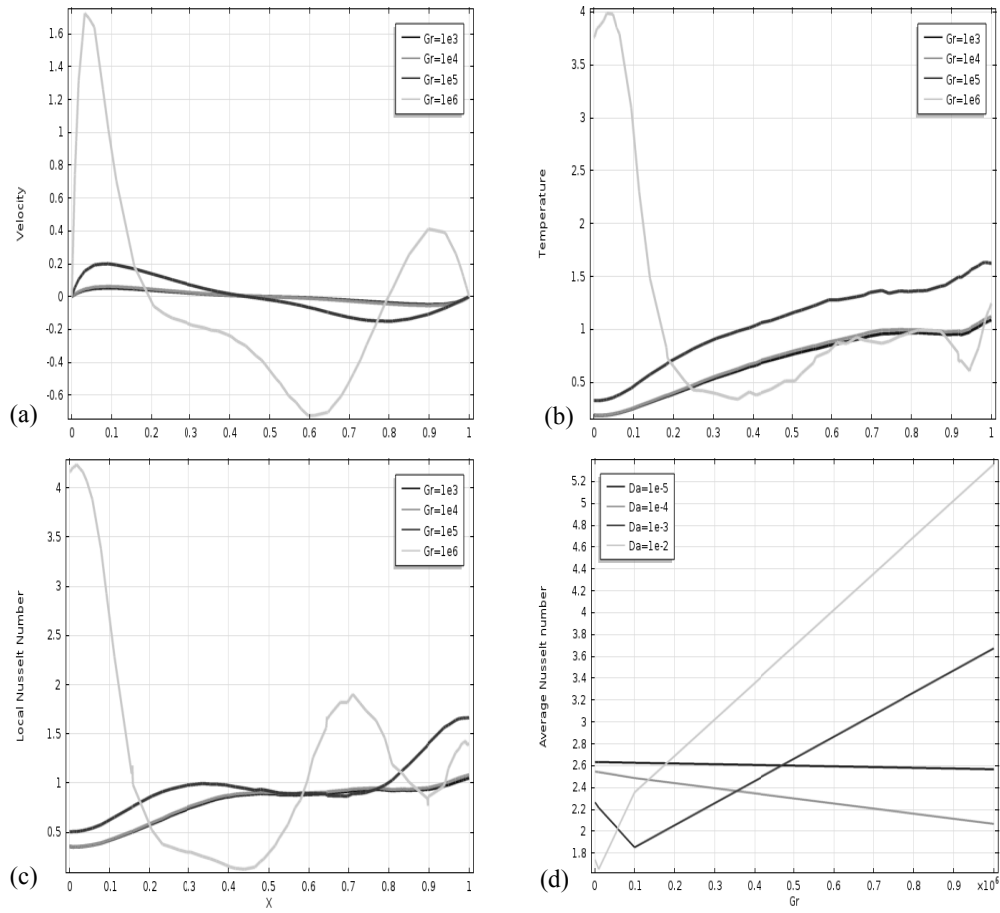 1.6
1.4
1.2
1
0.8
0.6
0.4
0.2
0
-0.2
-0.4
-0.6
Velocity
Gr=1e3
Gr=1e4
Gr=1e5
Gr=1e6
0 0.1 0.2 0.3 0.4 0.5 0.6 0.7 0.8 0.9 1
(a)
4
3.5
3
2.5
2
1.5
1
0.5
Temperature
Gr=1e3
Gr=1e4
Gr=1e5
Gr=1e6
0 0.1 0.2 0.3 0.4 0.5 0.6 0.7 0.8 0.9 1
(b)
4
3.5
3
2.5
2
1.5
1
0.5
Local Nusselt Number
Gr=1e3
Gr=1e4
Gr=1e5
Gr=1e6
0 0.1 0.2 0.3 0.4 0.5 0.6 0.7 0.8 0.9 1
X
(c)
5.2
5
4.8
4.6
4.4
4.2
4
3.8
3.6
3.4
3.2
3
2.8
2.6
2.4
2.2
2
1.8
Average Nusselt number
Da=1e-5
Da=1e-4
Da=1e-3
Da=1e-2
0 0.1 0.2 0.3 0.4 0.5 0.6 0.7 0.8 0.9 1 ×10⁶
Gr
(d)